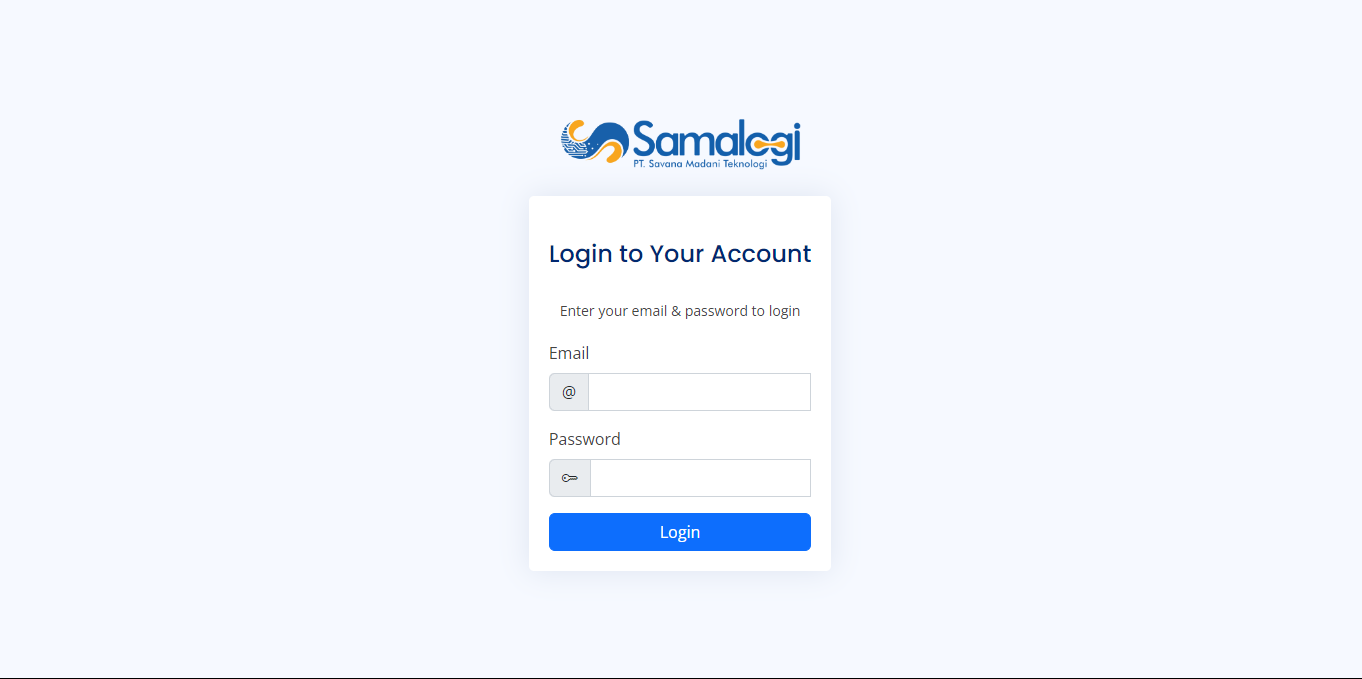 Samalogi
PT. Savana Madani Teknologi
Login to Your Account
Enter your email & password to login
Email
@
Password
Login